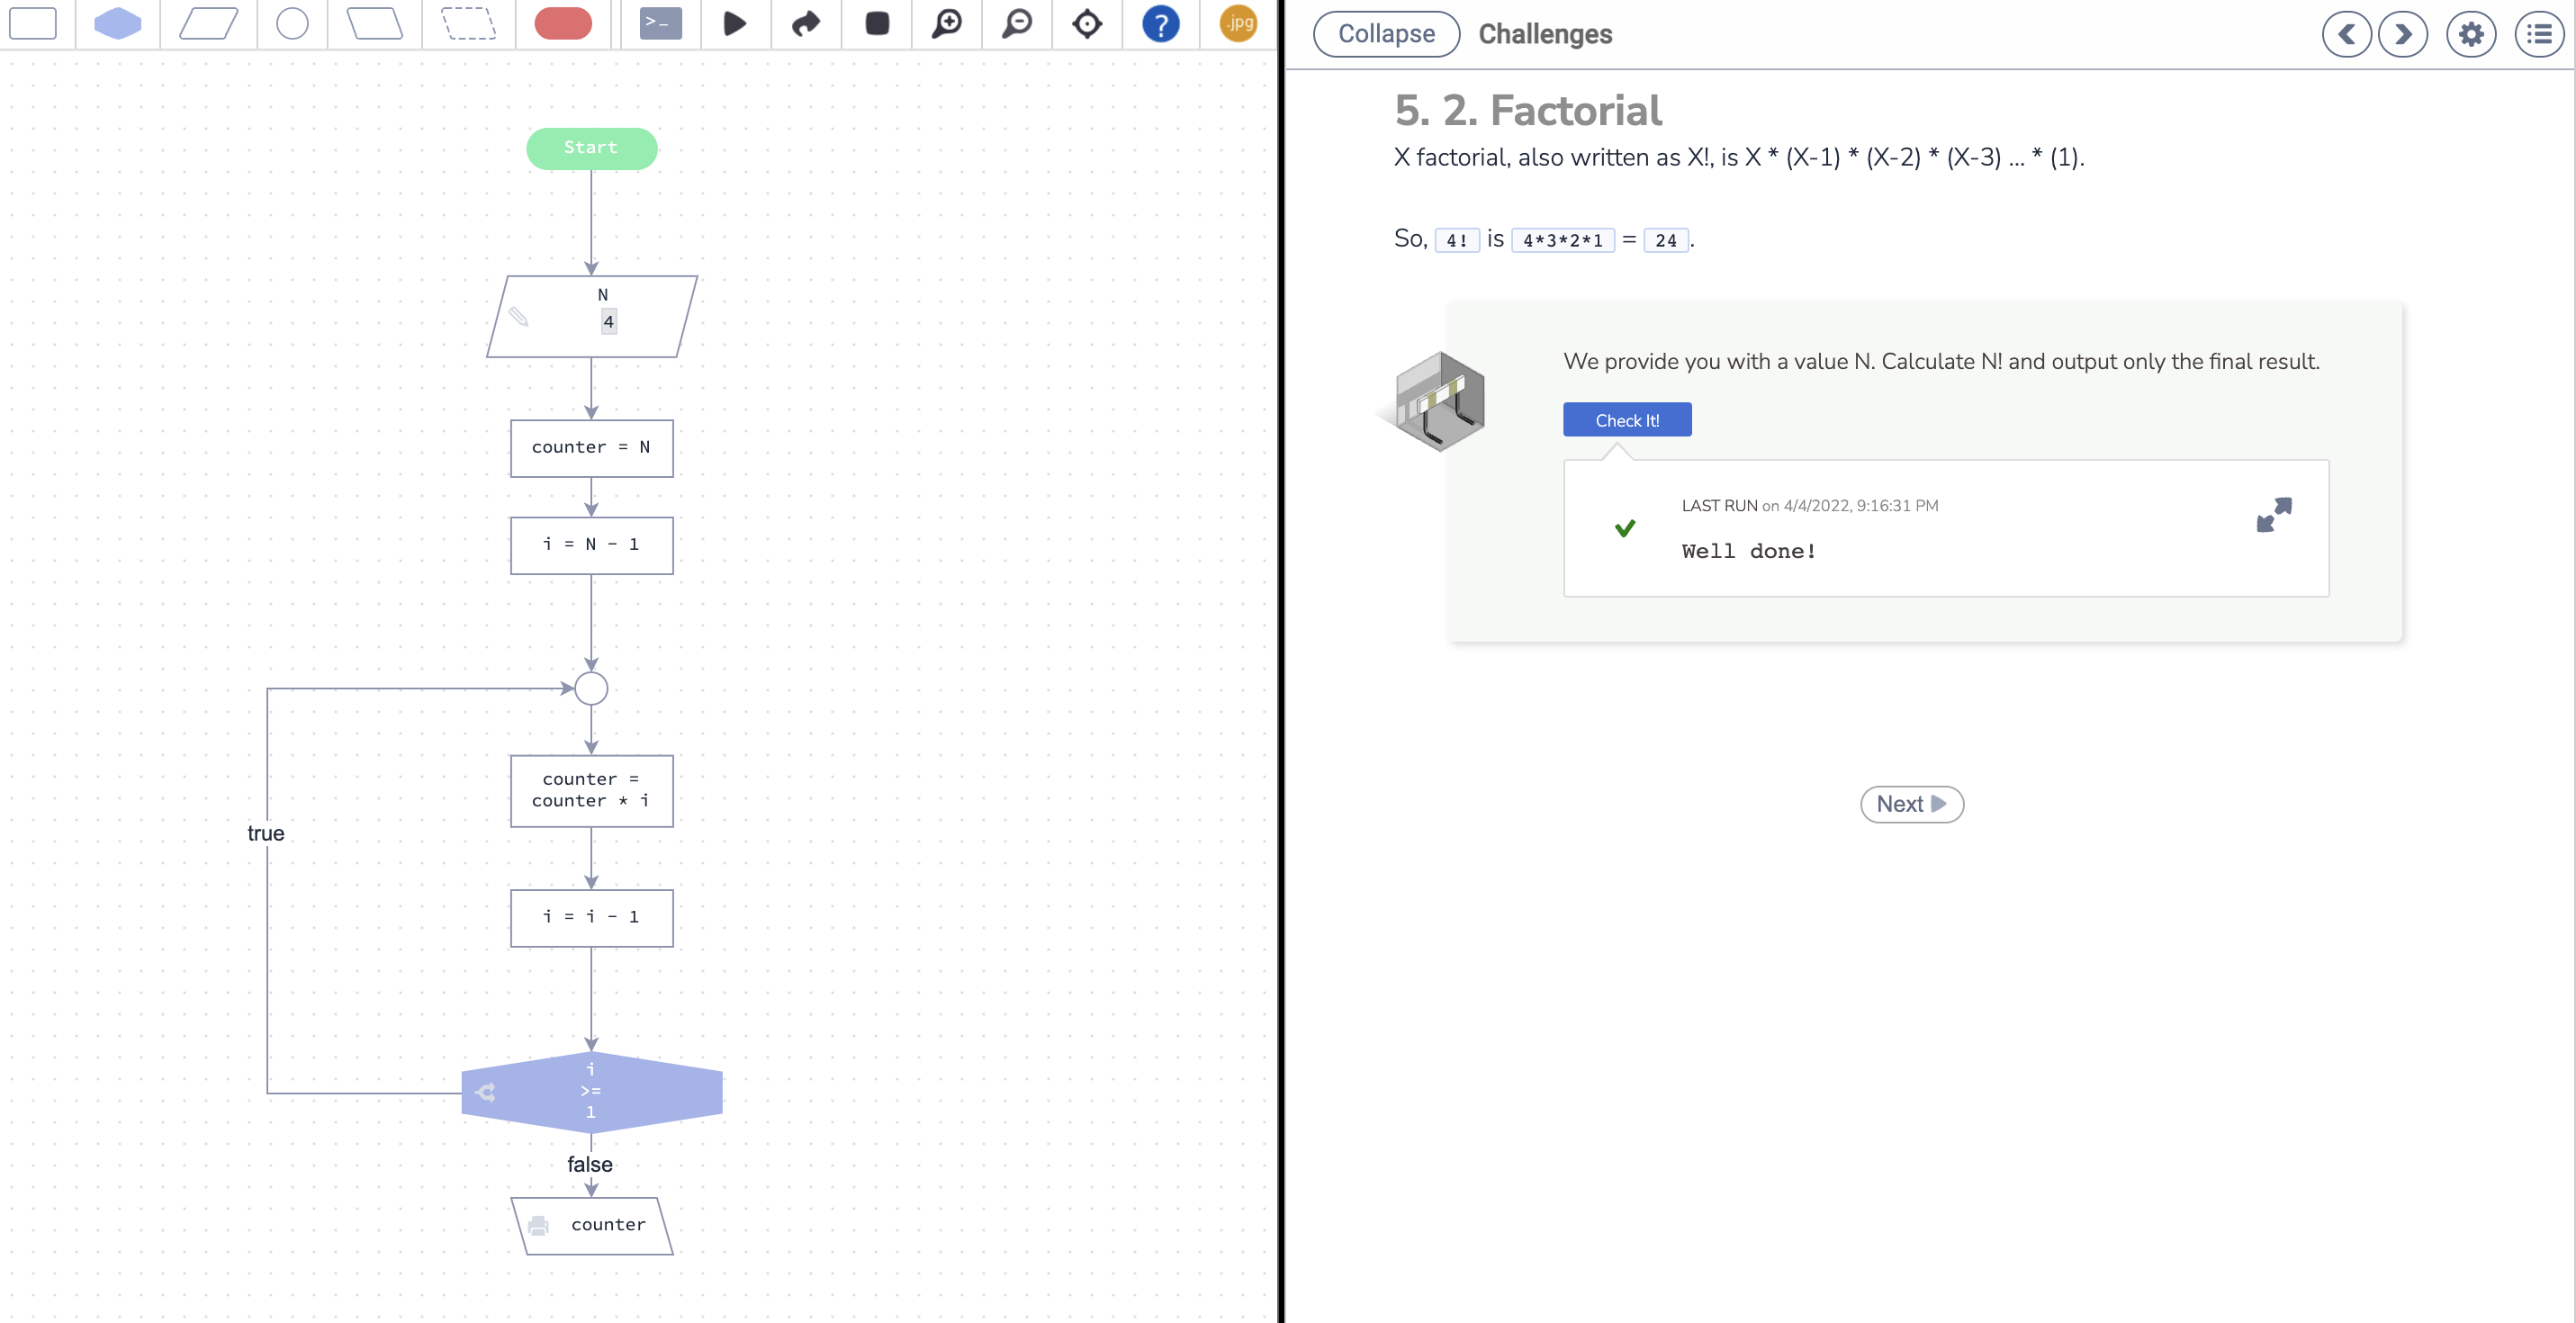 >_
?
.jpg
Start
N
4
counter = N
i = N - 1
counter =
counter * i
true
i = i - 1
i
>=
1
false
counter
Collapse Challenges
5. 2. Factorial
X factorial, also written as X!, is X * (X-1) * (X-2) * (X-3) ... * (1).
So, 4! is 4*3*2*1 = 24.
We provide you with a value N. Calculate N! and output only the final result.
Check It!
LAST RUN on 4/4/2022, 9:16:31 PM
Well done!
Next